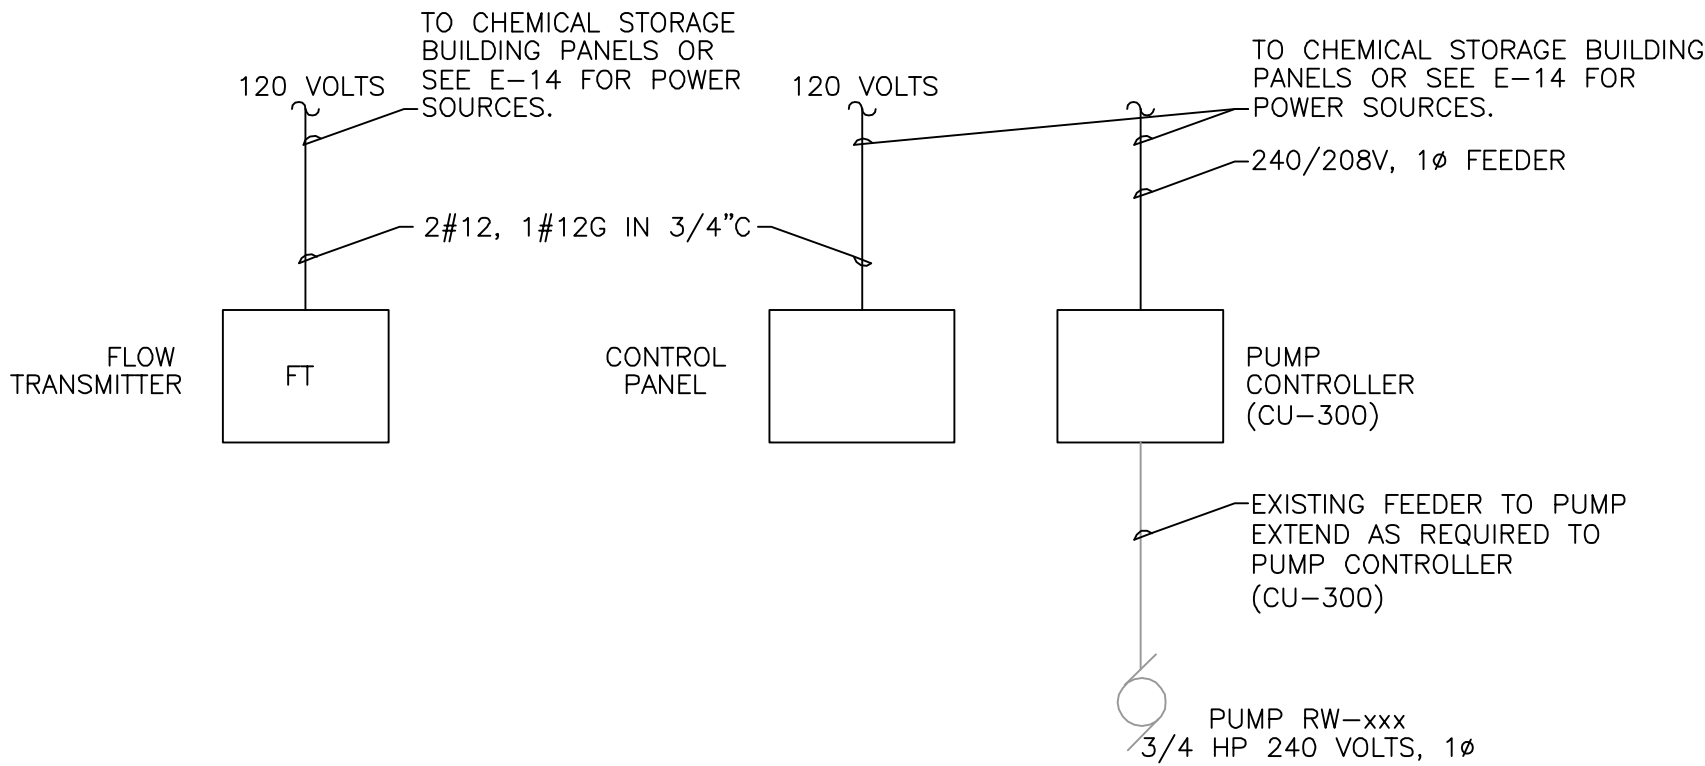 TO CHEMICAL STORAGE
BUILDING PANELS OR
SEE E-14 FOR POWER
SOURCES.
120 VOLTS
120 VOLTS
TO CHEMICAL STORAGE BUILDING
PANELS OR SEE E-14 FOR
POWER SOURCES.
240/208V, 1ø FEEDER
2#12, 1#12G IN 3/4"C
FLOW
TRANSMITTER
FT
CONTROL
PANEL
PUMP
CONTROLLER
(CU-300)
EXISTING FEEDER TO PUMP
EXTEND AS REQUIRED TO
PUMP CONTROLLER
(CU-300)
PUMP RW-xxx
3/4 HP 240 VOLTS, 1ø